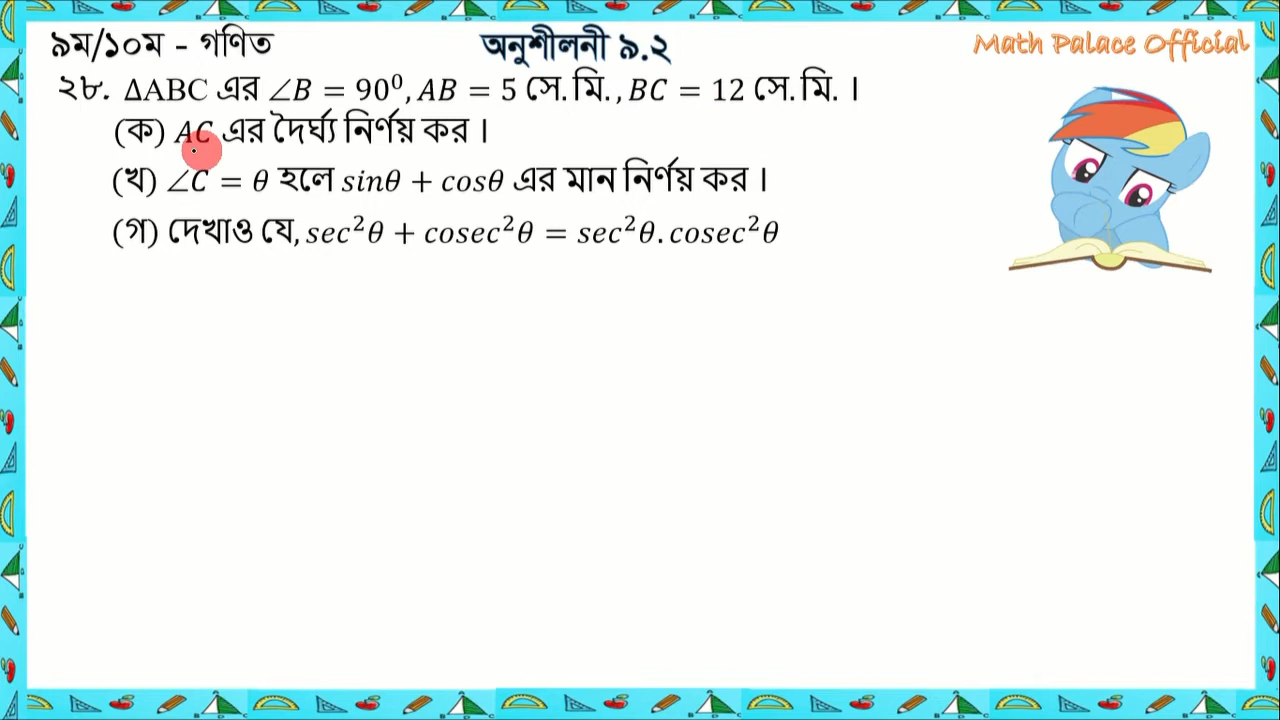 ৯ম/১০ম - গণিত
অনুশীলনী ৯.২
Math Palace Official
২৮. ΔABC এর ∠B = 90⁰, AB = 5 সে.মি., BC = 12 সে.মি. ।
(ক) AC এর দৈর্ঘ্য নির্ণয় কর ।
(খ) ∠C = θ হলে sinθ + cosθ এর মান নির্ণয় কর ।
(গ) দেখাও যে, sec²θ + cosec²θ = sec²θ. cosec²θ